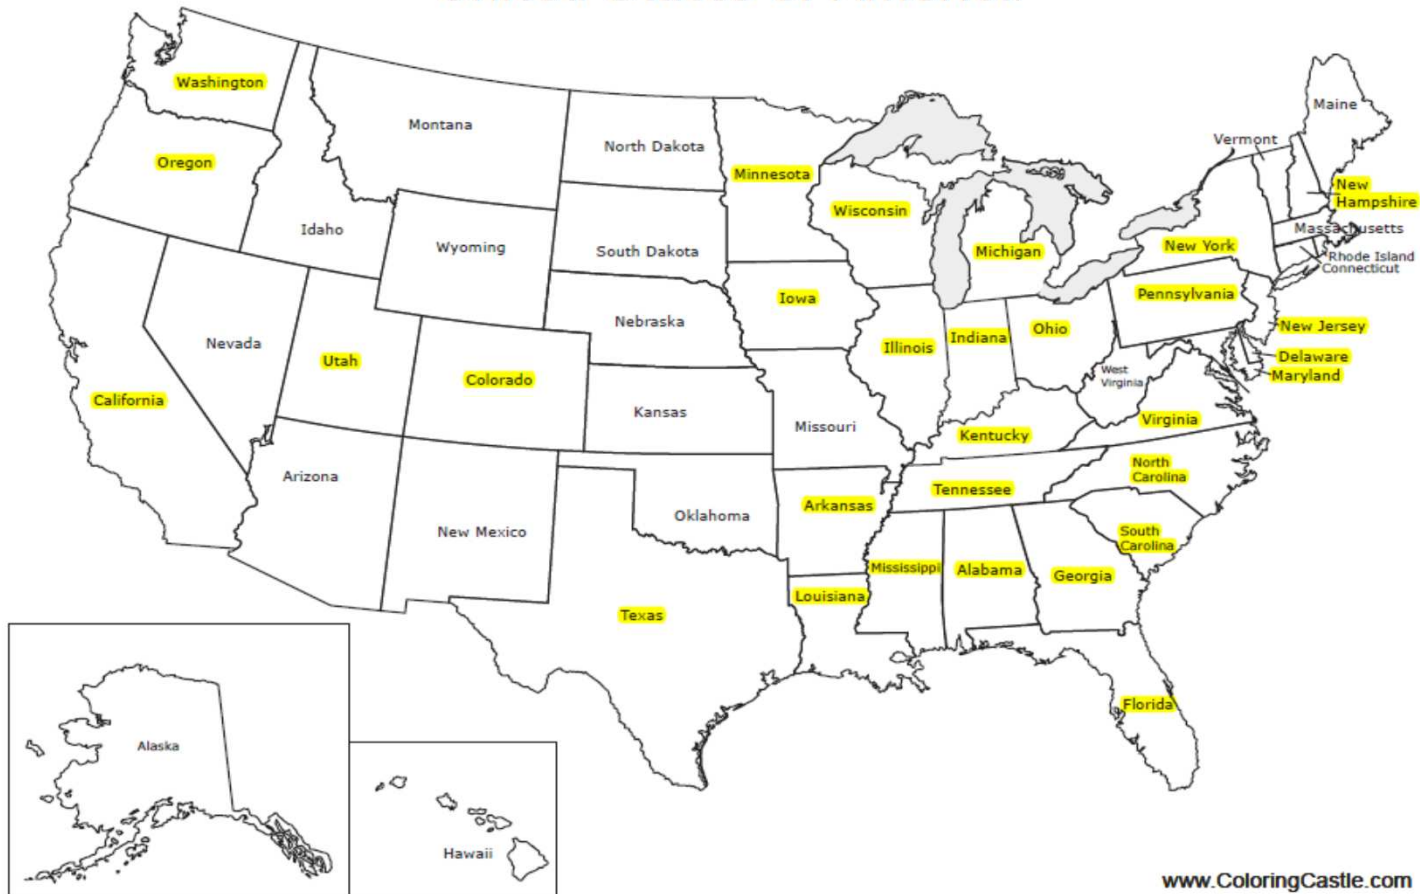 Washington
Montana
North Dakota
Minnesota
Maine
Vermont
Oregon
New
Hampshire
Idaho
Wyoming
South Dakota
Wisconsin
Michigan
New York
Massachusetts
Rhode Island
Connecticut
Iowa
Pennsylvania
Nebraska
Nevada
Utah
Colorado
Illinois
Indiana
Ohio
New Jersey
Delaware
Maryland
West
Virginia
California
Kansas
Missouri
Kentucky
Virginia
Arizona
New Mexico
Oklahoma
Arkansas
Tennessee
North
Carolina
South
Carolina
Texas
Louisiana
Mississippi
Alabama
Georgia
Florida
Alaska
Hawaii
www.ColoringCastle.com